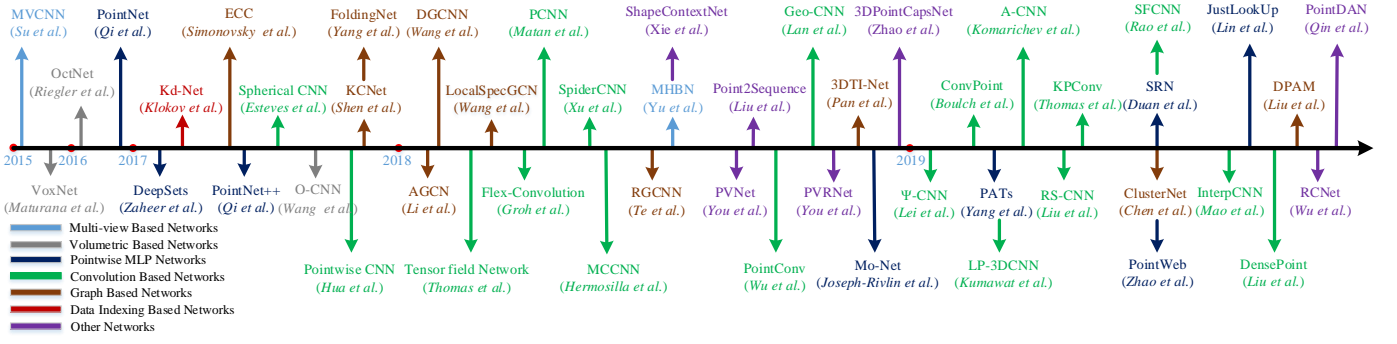 MVCNN
(Su et al.)
PointNet
(Qi et al.)
ECC
(Simonovsky et al.)
FoldingNet
(Yang et al.)
DGCNN
(Wang et al.)
PCNN
(Matan et al.)
ShapeContextNet
(Xie et al.)
Geo-CNN
(Lan et al.)
3DPointCapsNet
(Zhao et al.)
A-CNN
(Komarichev et al.)
SFCNN
(Rao et al.)
JustLookUp
(Lin et al.)
PointDAN
(Qin et al.)
OctNet
(Riegler et al.)
Kd-Net
(Klokov et al.)
Spherical CNN
(Esteves et al.)
KCNet
(Shen et al.)
LocalSpecGCN
(Wang et al.)
SpiderCNN
(Xu et al.)
MHBN
(Yu et al.)
Point2Sequence
(Liu et al.)
3DTI-Net
(Pan et al.)
ConvPoint
(Boulch et al.)
KPConv
(Thomas et al.)
SRN
(Duan et al.)
DPAM
(Liu et al.)
2015
2016
2017
2018
2019
VoxNet
(Maturana et al.)
DeepSets
(Zaheer et al.)
PointNet++
(Qi et al.)
O-CNN
(Wang et al.)
AGCN
(Li et al.)
Flex-Convolution
(Groh et al.)
RGCNN
(Te et al.)
PVNet
(You et al.)
PVRNet
(You et al.)
Ψ-CNN
(Lei et al.)
PATs
(Yang et al.)
RS-CNN
(Liu et al.)
ClusterNet
(Chen et al.)
InterpCNN
(Mao et al.)
RCNet
(Wu et al.)
Pointwise CNN
(Hua et al.)
Tensor field Network
(Thomas et al.)
MCCNN
(Hermosilla et al.)
PointConv
(Wu et al.)
Mo-Net
(Joseph-Rivlin et al.)
LP-3DCNN
(Kumawat et al.)
PointWeb
(Zhao et al.)
DensePoint
(Liu et al.)
Multi-view Based Networks
Volumetric Based Networks
Pointwise MLP Networks
Convolution Based Networks
Graph Based Networks
Data Indexing Based Networks
Other Networks